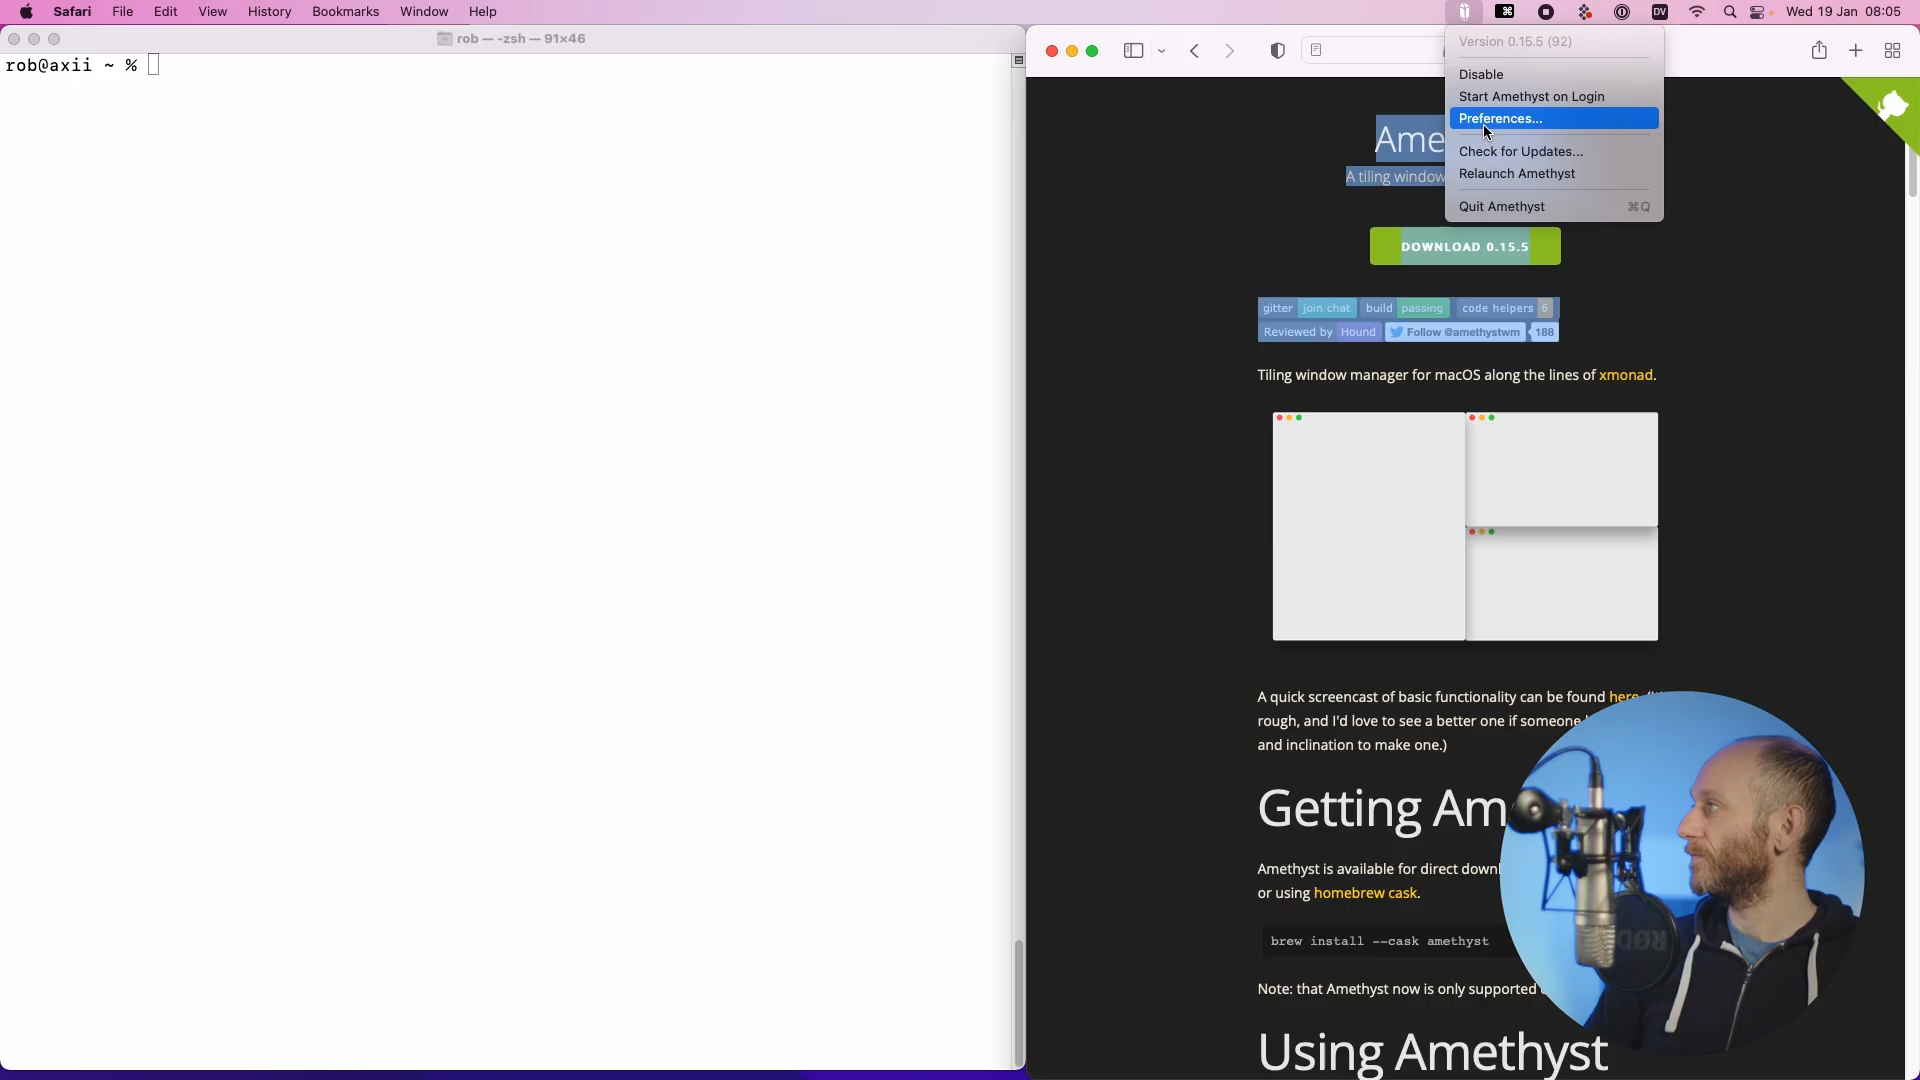 Safari File Edit View History Bookmarks Window Help
DV
Wed 19 Jan 08:05
rob — -zsh — 91×46
rob@axii ~ %
Version 0.15.5 (92)
Disable
Start Amethyst on Login
Preferences...
Check for Updates...
Relaunch Amethyst
Quit Amethyst ⌘Q
Ame
A tiling window
DOWNLOAD 0.15.5
gitter join chat build passing code helpers 6
Reviewed by Hound Follow @amethystwm 188
Tiling window manager for macOS along the lines of xmonad.
A quick screencast of basic functionality can be found here.
rough, and I'd love to see a better one if someone
and inclination to make one.)
Getting Am
Amethyst is available for direct downl
or using homebrew cask.
brew install --cask amethyst
Note: that Amethyst now is only supported
Using Amethyst
RØDE